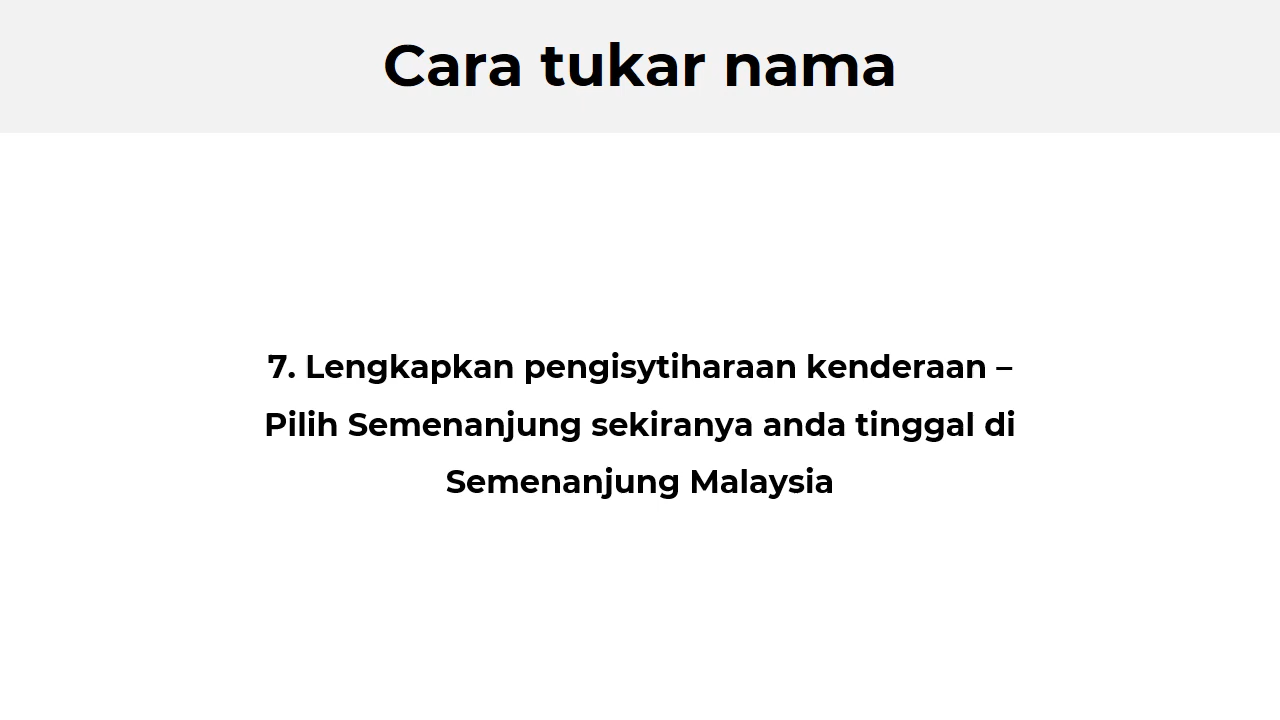 Cara tukar nama
7. Lengkapkan pengisytiharaan kenderaan –
Pilih Semenanjung sekiranya anda tinggal di
Semenanjung Malaysia